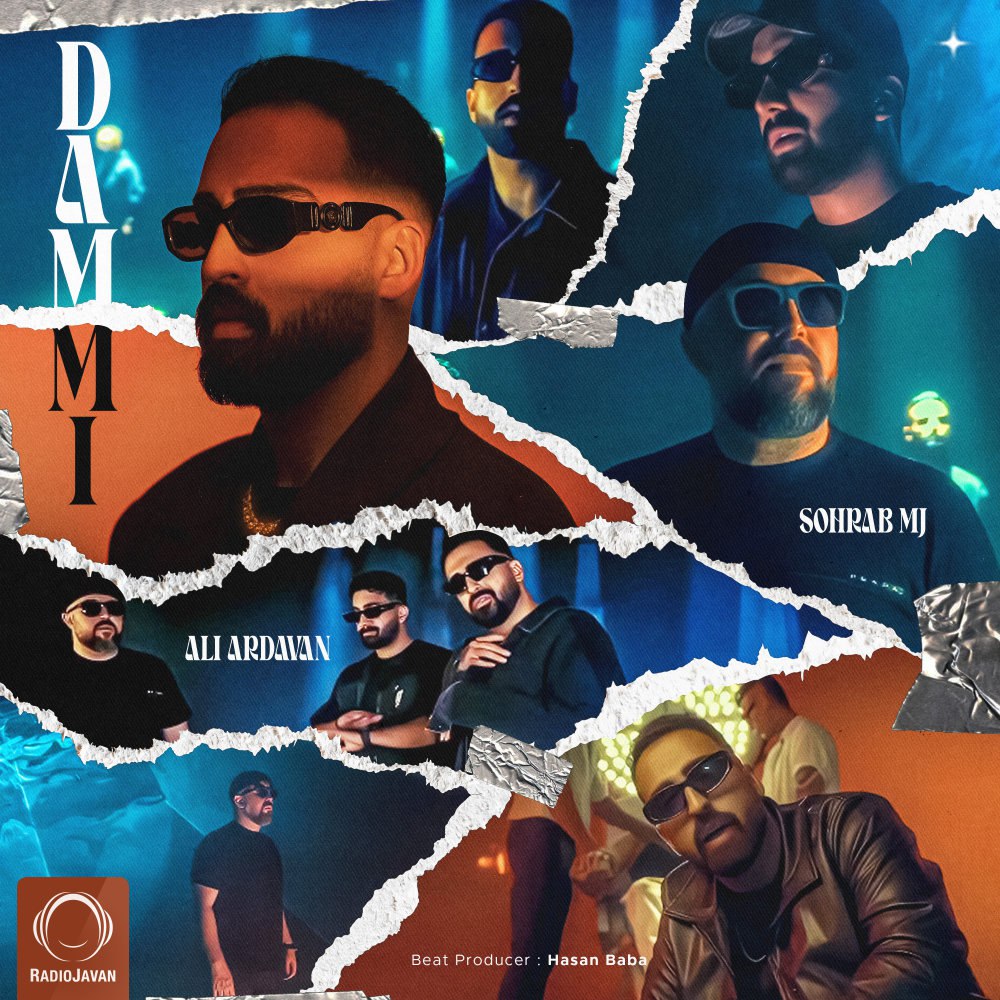 DAMMI
SOHRAB MJ
ALI ARDAVAN
RADIOJAVAN
Beat Producer : Hasan Baba